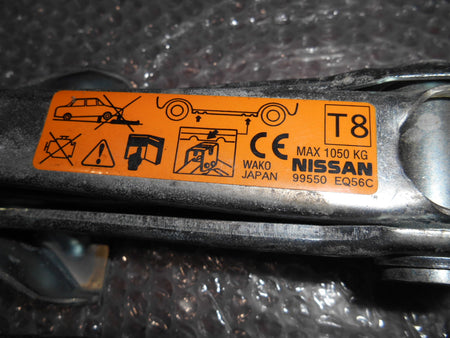 T8
CE
MAX 1050 KG
WAKO
JAPAN
NISSAN
99550 EQ56C